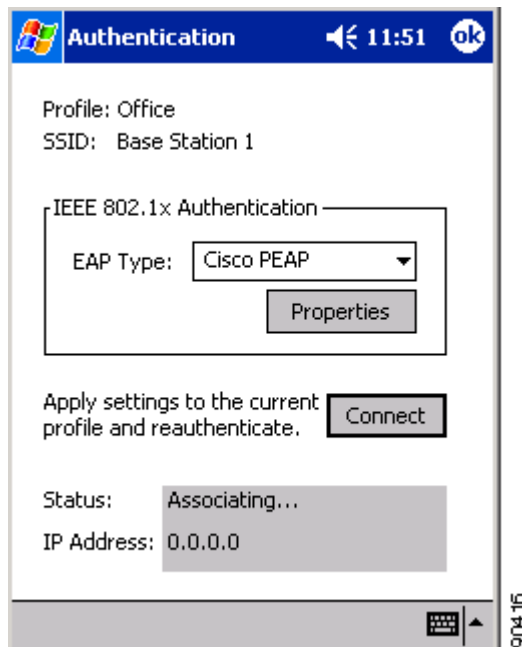 Authentication 11:51 ok
Profile: Office
SSID: Base Station 1
IEEE 802.1x Authentication
EAP Type: Cisco PEAP
Properties
Apply settings to the current
profile and reauthenticate.
Connect
Status: Associating...
IP Address: 0.0.0.0
90416